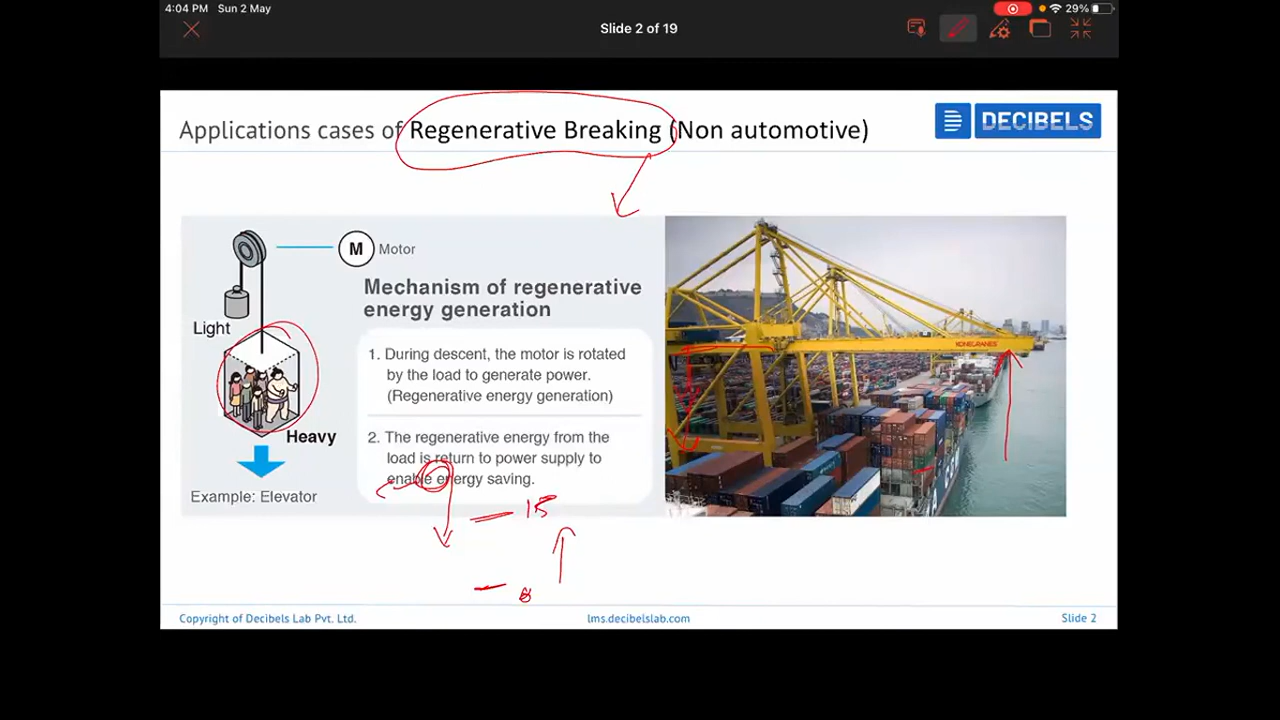 4:04 PM Sun 2 May
29%
Slide 2 of 19
Applications cases of Regenerative Breaking (Non automotive)
DECIBELS
M Motor
Mechanism of regenerative
energy generation
Light
1. During descent, the motor is rotated
by the load to generate power.
(Regenerative energy generation)
KONECRANES
Heavy
2. The regenerative energy from the
load is return to power supply to
enable energy saving.
Example: Elevator
15
8
Copyright of Decibels Lab Pvt. Ltd.
lms.decibelslab.com
Slide 2